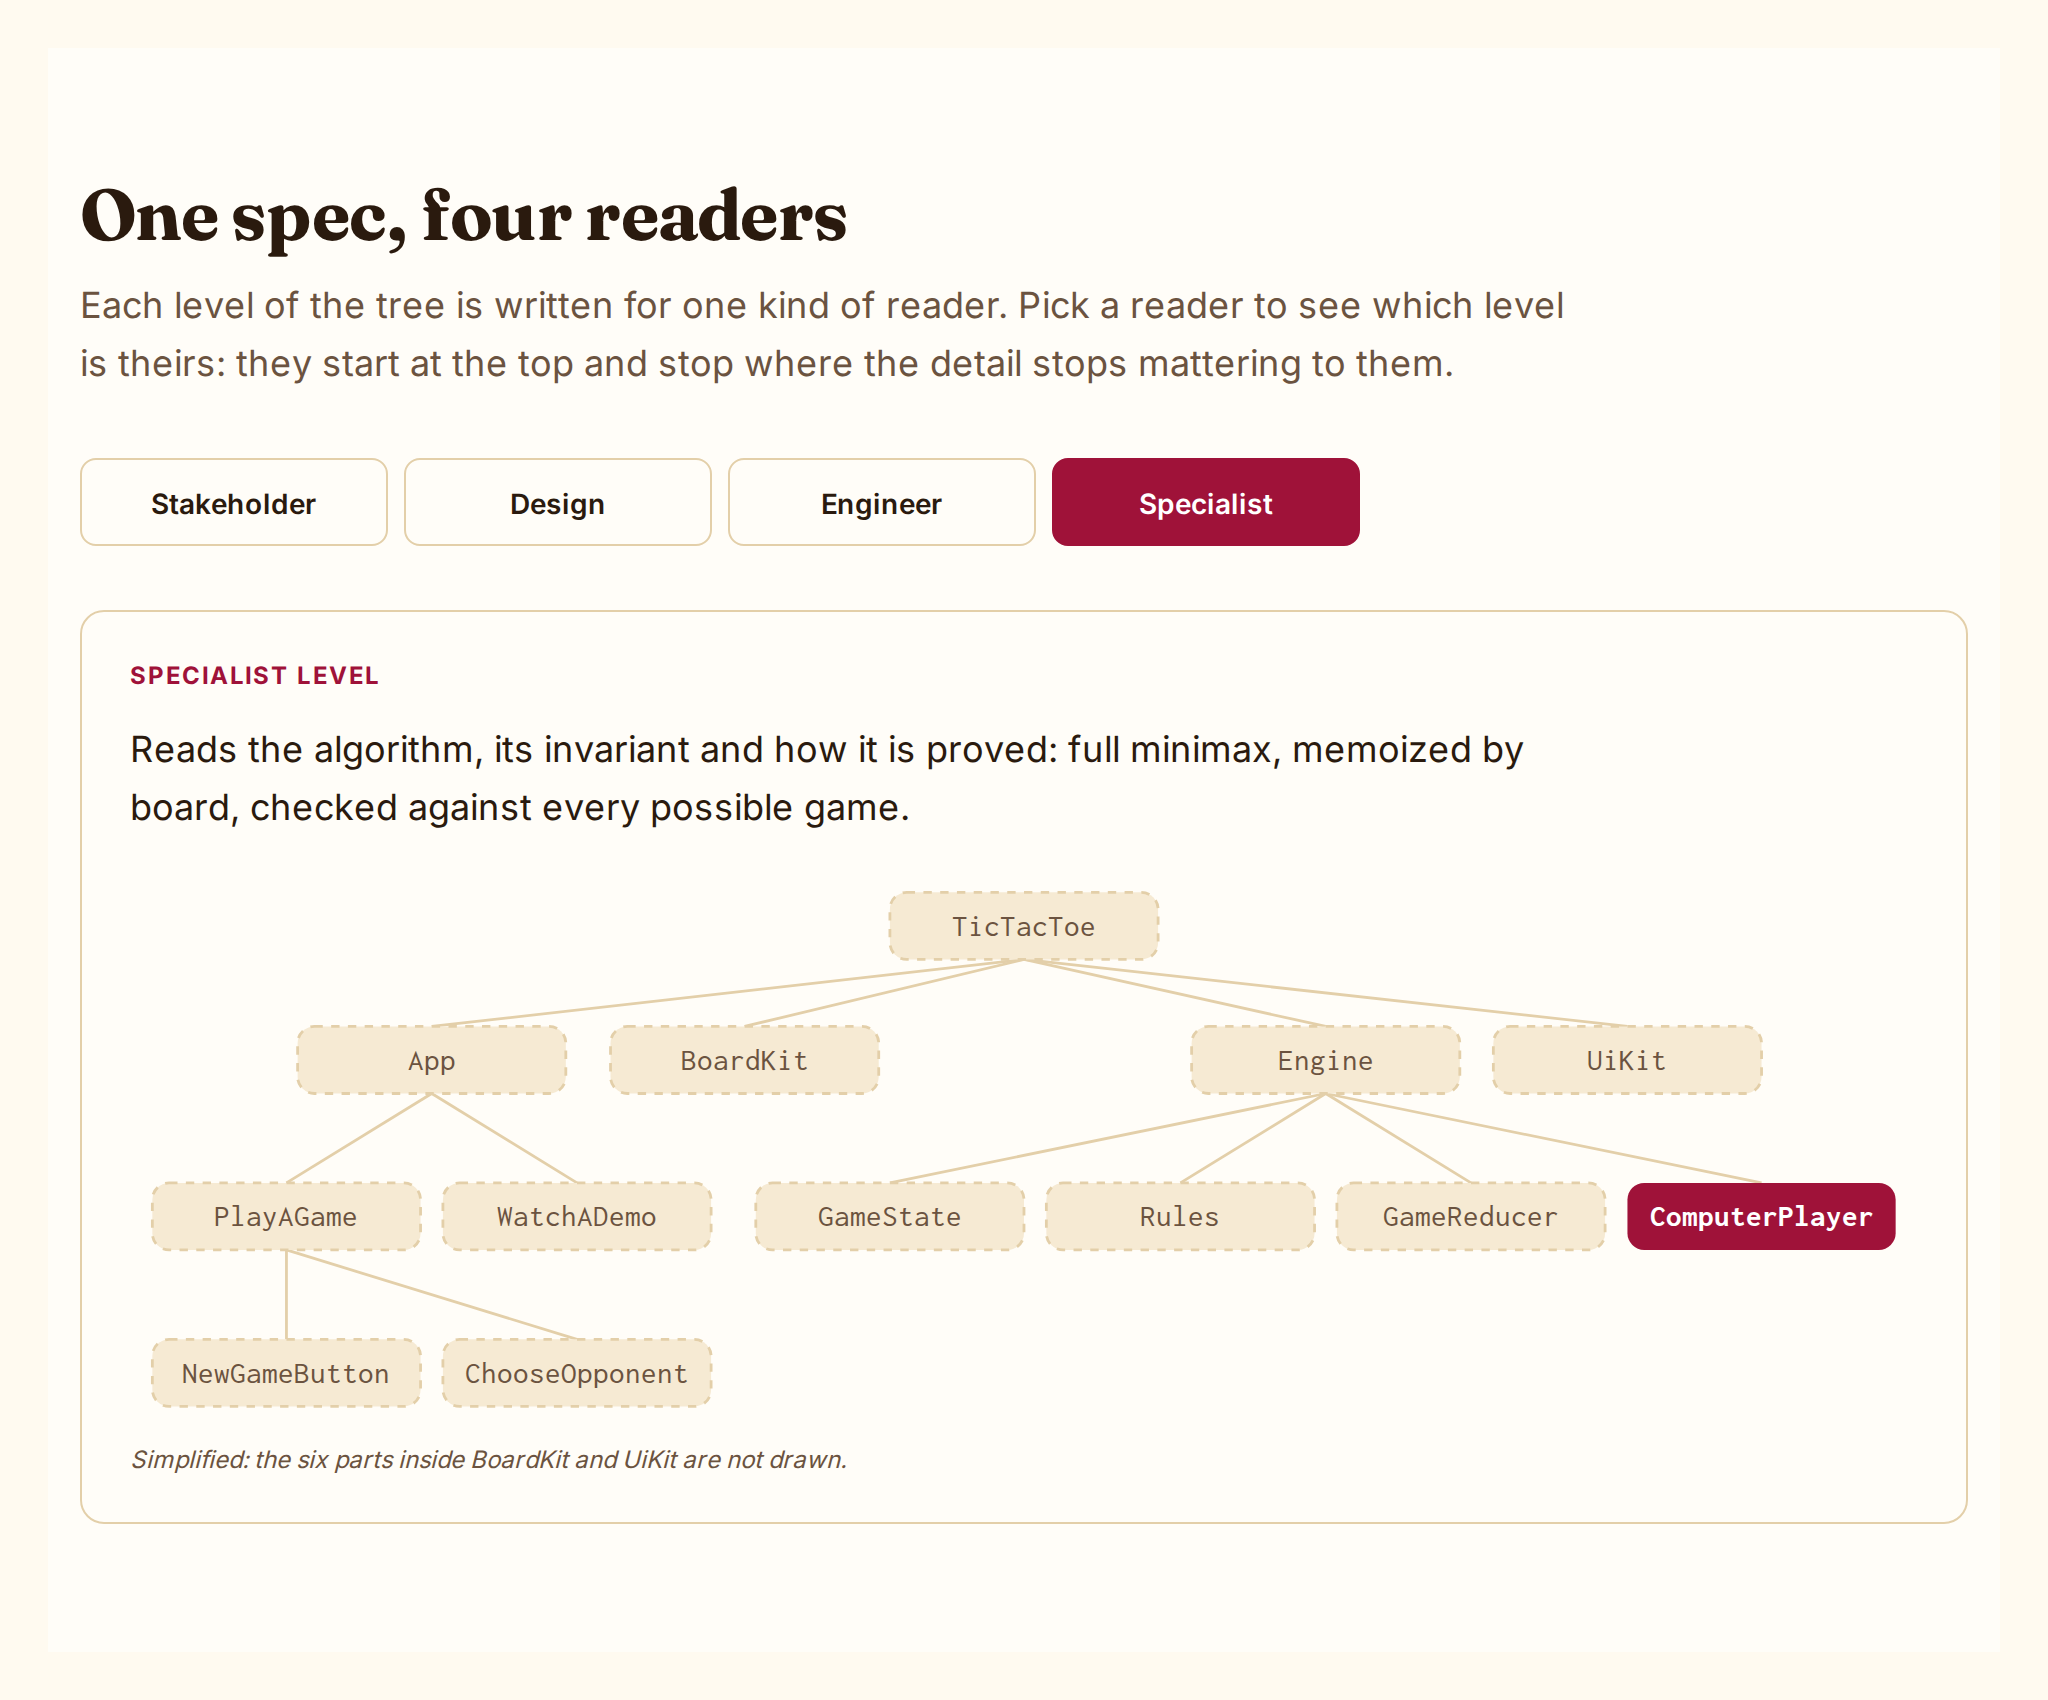 One spec, four readers
Each level of the tree is written for one kind of reader. Pick a reader to see which level
is theirs: they start at the top and stop where the detail stops mattering to them.
Stakeholder
Design
Engineer
Specialist
SPECIALIST LEVEL
Reads the algorithm, its invariant and how it is proved: full minimax, memoized by
board, checked against every possible game.
TicTacToe
App
BoardKit
Engine
UiKit
PlayAGame
WatchADemo
GameState
Rules
GameReducer
ComputerPlayer
NewGameButton
ChooseOpponent
Simplified: the six parts inside BoardKit and UiKit are not drawn.